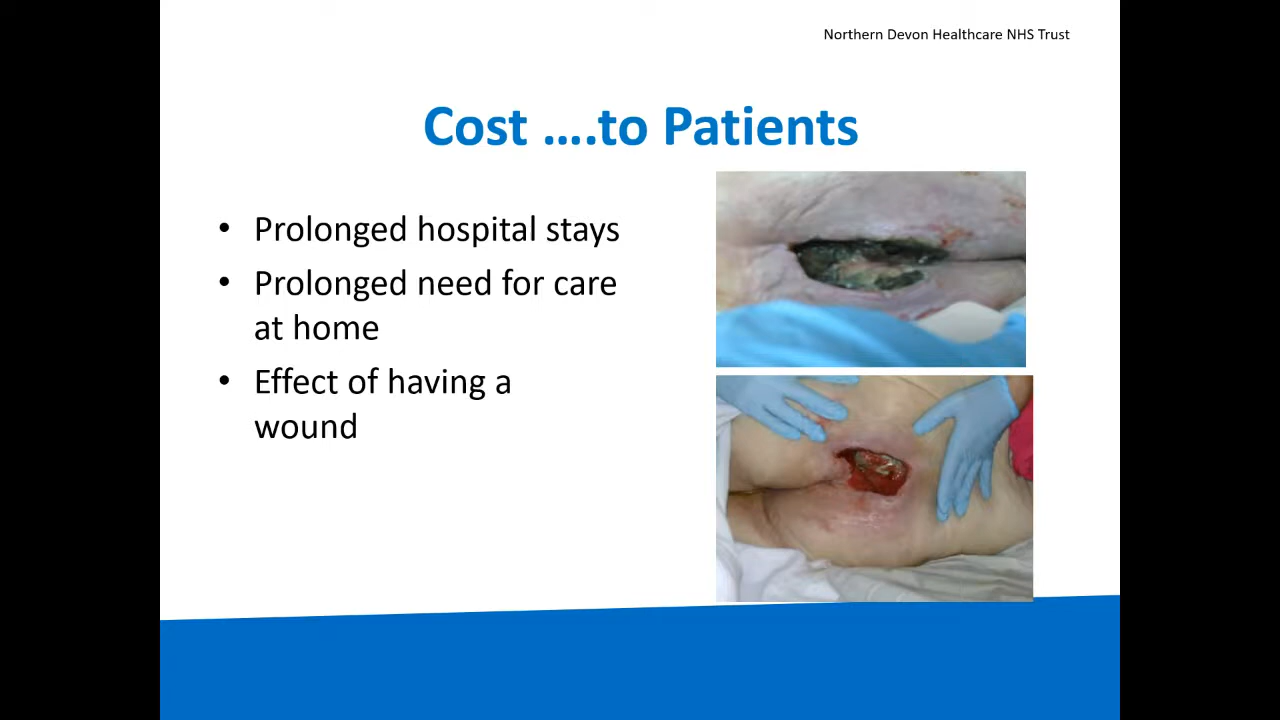 Northern Devon Healthcare NHS Trust
Cost ….to Patients
• Prolonged hospital stays
• Prolonged need for care
at home
• Effect of having a
wound